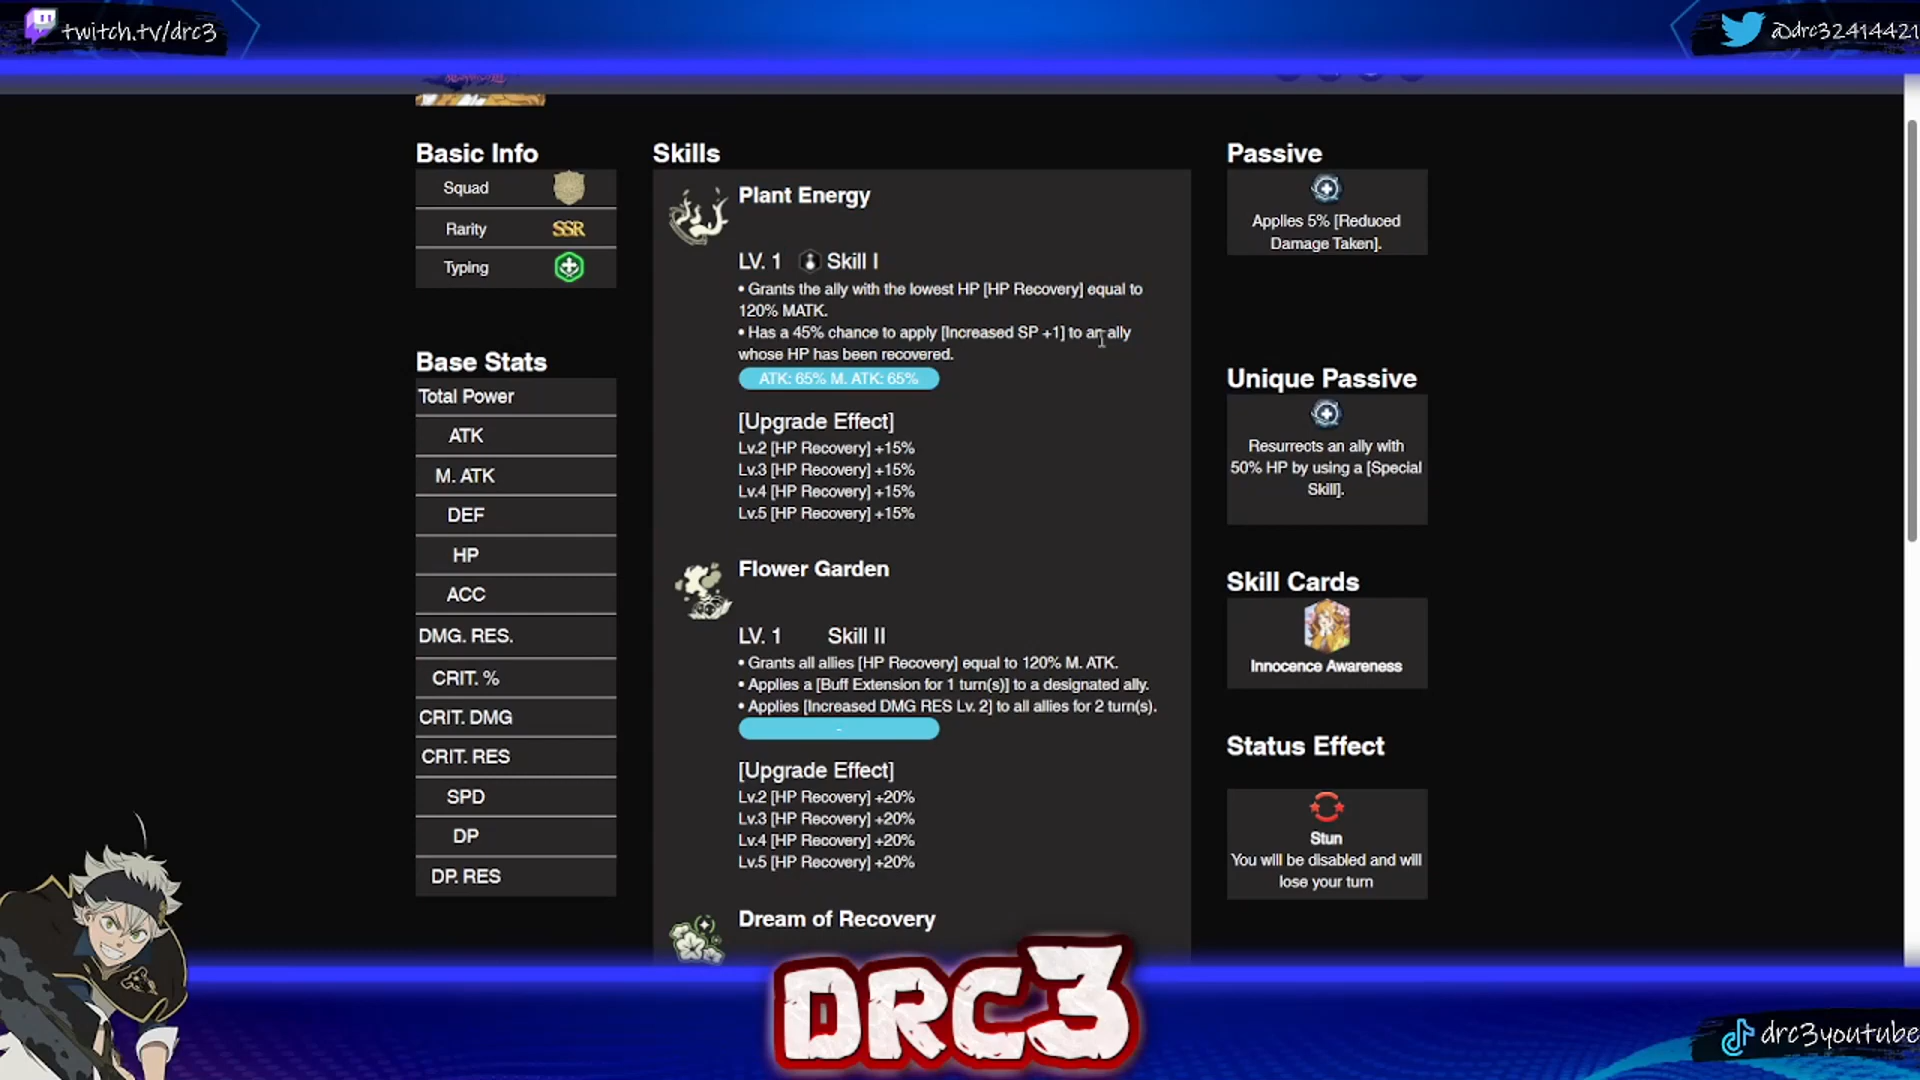 twitch.tv/drc3
@drc32414421
Basic Info
Squad
Rarity
SSR
Typing
Base Stats
Total Power
ATK
M. ATK
DEF
HP
ACC
DMG. RES.
CRIT. %
CRIT. DMG
CRIT. RES
SPD
DP
DP. RES
Skills
Plant Energy
LV. 1 Skill I
• Grants the ally with the lowest HP [HP Recovery] equal to
120% MATK.
• Has a 45% chance to apply [Increased SP +1] to an ally
whose HP has been recovered.
ATK: 65% M. ATK: 65%
[Upgrade Effect]
Lv.2 [HP Recovery] +15%
Lv.3 [HP Recovery] +15%
Lv.4 [HP Recovery] +15%
Lv.5 [HP Recovery] +15%
Flower Garden
LV. 1 Skill II
• Grants all allies [HP Recovery] equal to 120% M. ATK.
• Applies a [Buff Extension for 1 turn(s)] to a designated ally.
• Applies [Increased DMG RES Lv. 2] to all allies for 2 turn(s).
-
[Upgrade Effect]
Lv.2 [HP Recovery] +20%
Lv.3 [HP Recovery] +20%
Lv.4 [HP Recovery] +20%
Lv.5 [HP Recovery] +20%
Dream of Recovery
Passive
Applies 5% [Reduced
Damage Taken].
Unique Passive
Resurrects an ally with
50% HP by using a [Special
Skill].
Skill Cards
Innocence Awareness
Status Effect
Stun
You will be disabled and will
lose your turn
DRC3
drc3youtube